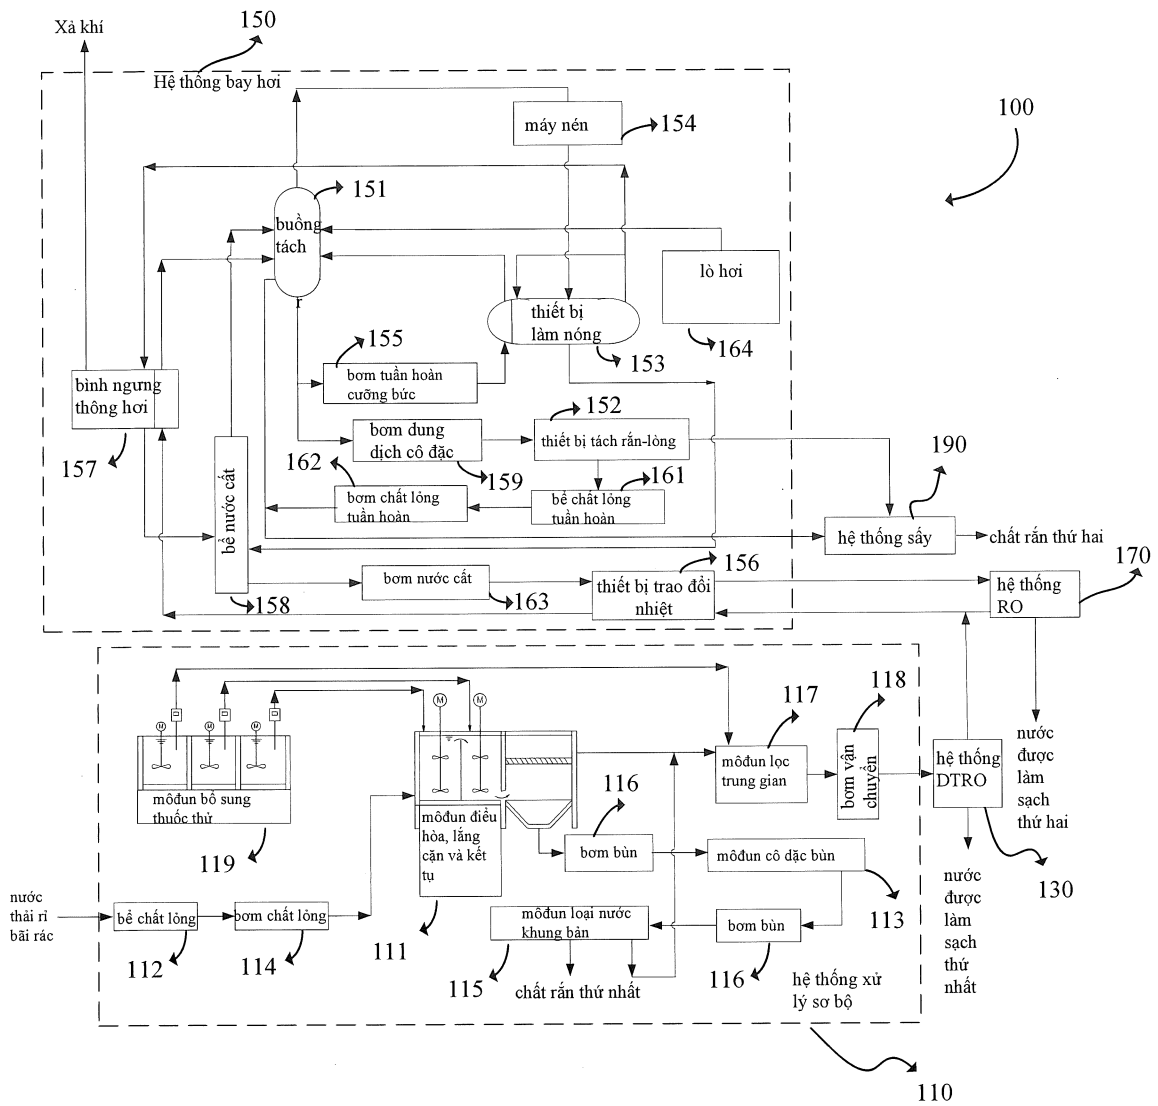 Xả khí
150
Hệ thông bay hơi
máy nén
154
100
151
buồng
tách
lò hơi
r
thiết bị
làm nóng
155
164
153
bơm tuần hoàn
cưỡng bức
bình ngưng
thông hơi
152
bơm dung
dịch cô đặc
thiết bị tách rắn-lỏng
157
162
159
161
190
bơm chất lỏng
tuần hoàn
bể chất lỏng
tuần hoàn
bể nước cất
hệ thống sấy
chất rắn thứ hai
156
170
bơm nước cất
thiết bị trao đổi
nhiệt
hệ thống
RO
158
163
118
117
M
M
M
M
M
môđun lọc
trung gian
bơm vận
chuyển
hệ thống
DTRO
nước
được
làm
sạch
thứ hai
116
môđun bổ sung
thuốc thử
môđun điều
hòa, lắng
cặn và kết
tụ
bơm bùn
môđun cô dặc bùn
119
130
nước
được
làm
sạch
thứ
nhất
113
nước
thải rỉ
bãi rác
bể chất lỏng
bơm chất lỏng
môđun loại nước
khung bản
bơm bùn
112
114
111
115
chất rắn thứ nhất
116
hệ thống xử
lý sơ bộ
110